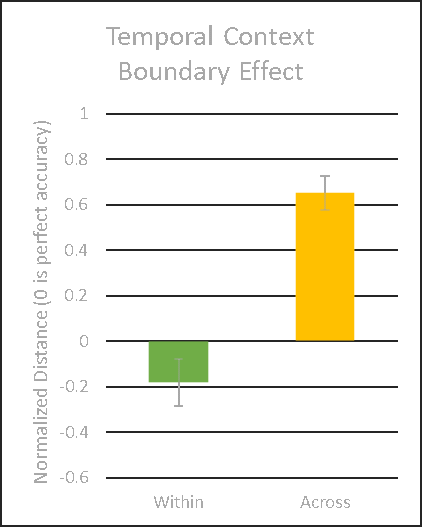 Temporal Context
Boundary Effect
Normalized Distance (0 is perfect accuracy)
1
0.8
0.6
0.4
0.2
0
-0.2
-0.4
-0.6
Within
Across